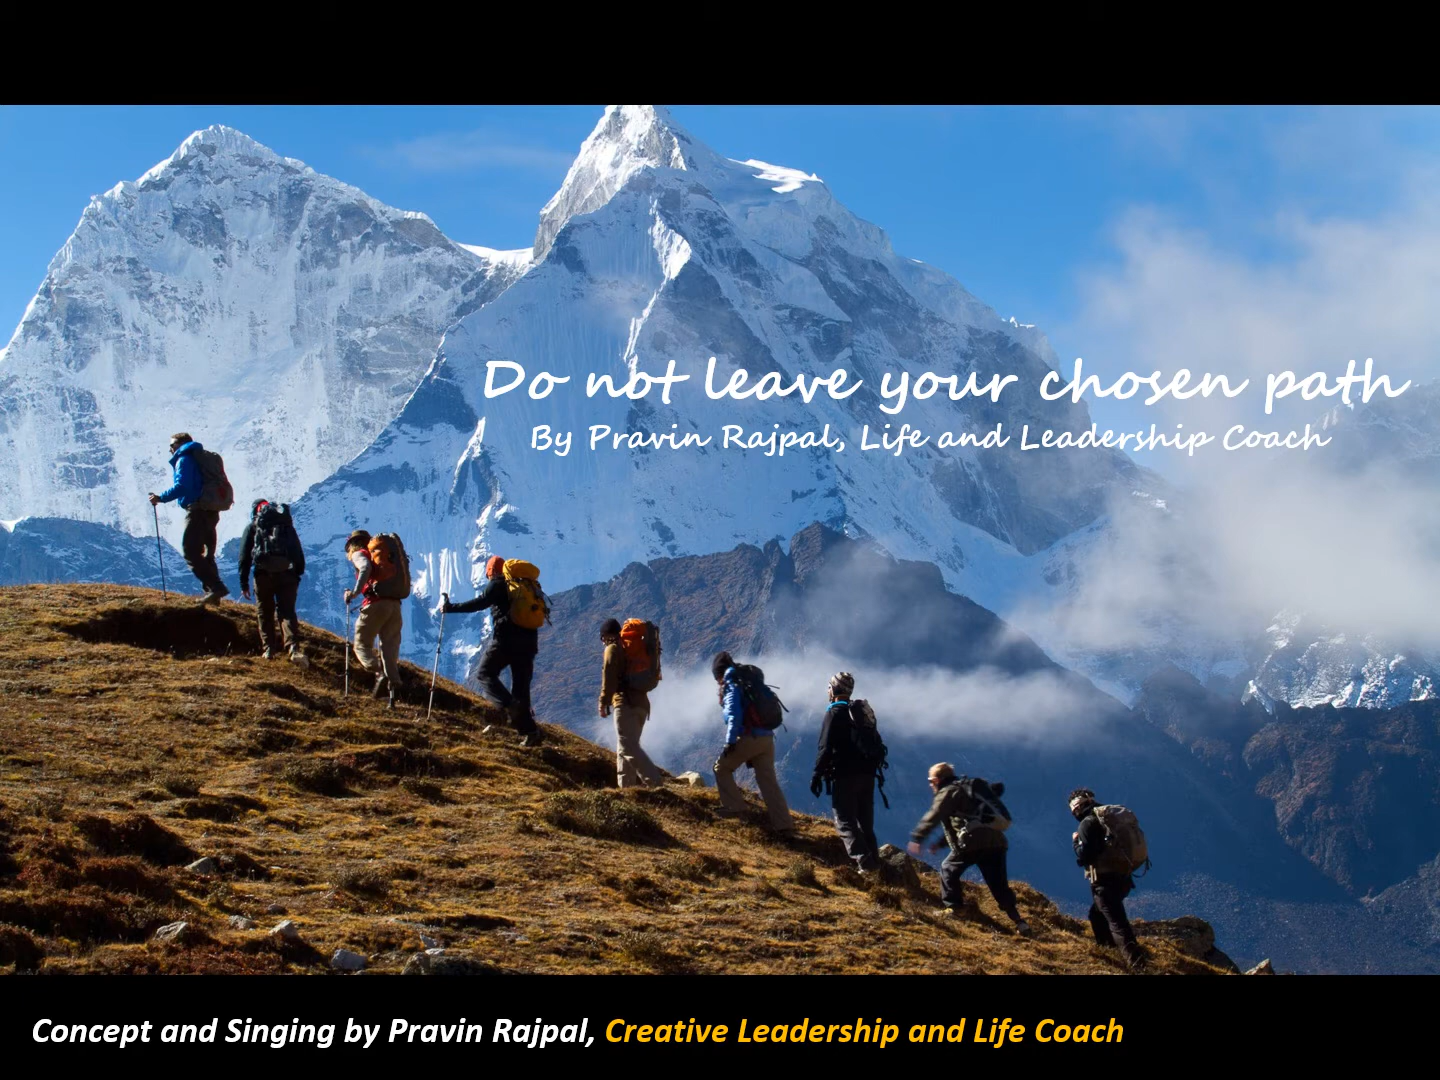 Do not leave your chosen path
By Pravin Rajpal, Life and Leadership Coach
Concept and Singing by Pravin Rajpal, Creative Leadership and Life Coach